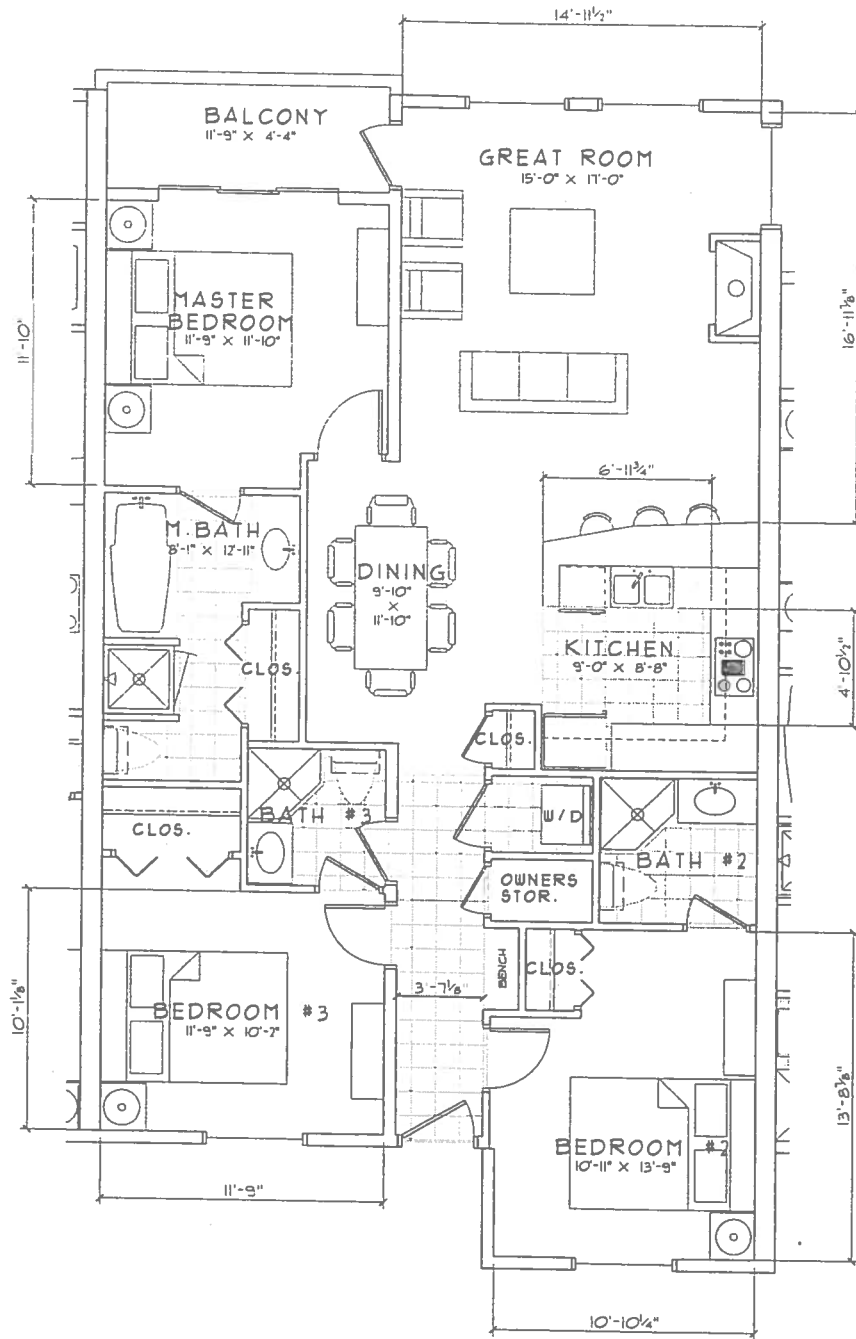 14'-11½"
BALCONY
11'-9" X 4'-4"
GREAT ROOM
15'-0" X 17'-0"
16'-11⅞"
11'-10"
MASTER
BEDROOM
11'-9" X 11'-10"
6'-11¾"
M. BATH
8'-1" X 12'-11"
DINING
9'-10"
X
11'-10"
KITCHEN
9'-0" X 8'-8"
4'-10½"
CLOS.
CLOS.
CLOS.
BATH #3
W/D
BATH #2
OWNERS
STOR.
BENCH
CLOS.
3'-7⅛"
10'-1⅛"
BEDROOM #3
11'-9" X 10'-2"
13'-8⅞"
BEDROOM #2
10'-11" X 13'-9"
11'-9"
10'-10¼"